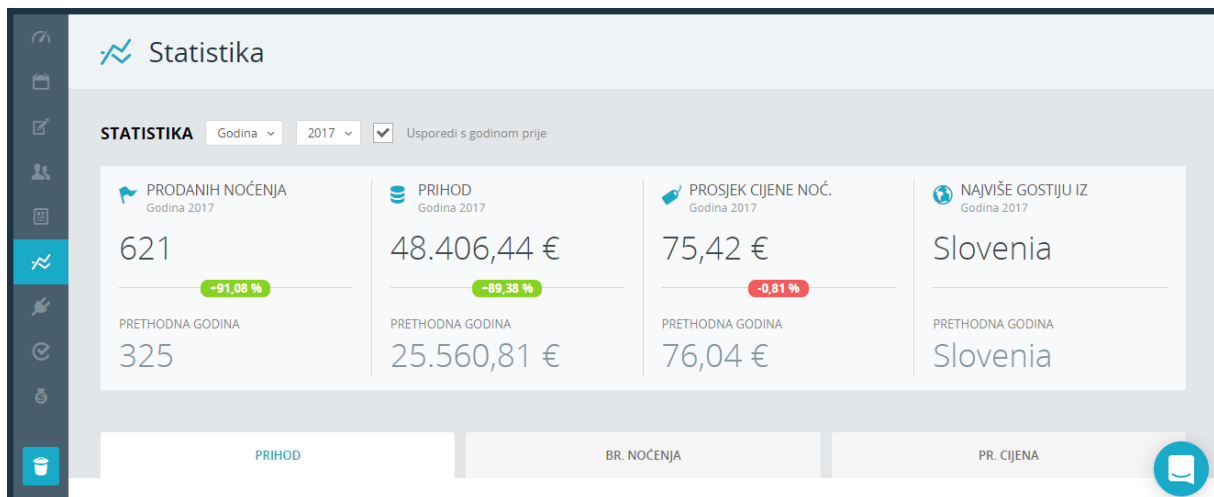 Statistika
STATISTIKA Godina 2017 Usporedi s godinom prije
PRODANIH NOĆENJA
Godina 2017
621
+91,08 %
PRETHODNA GODINA
325
PRIHOD
Godina 2017
48.406,44 €
+89,38 %
PRETHODNA GODINA
25.560,81 €
PROSJEK CIJENE NOĆ.
Godina 2017
75,42 €
-0,81 %
PRETHODNA GODINA
76,04 €
NAJVIŠE GOSTIJU IZ
Godina 2017
Slovenia
PRETHODNA GODINA
Slovenia
PRIHOD BR. NOĆENJA PR. CIJENA